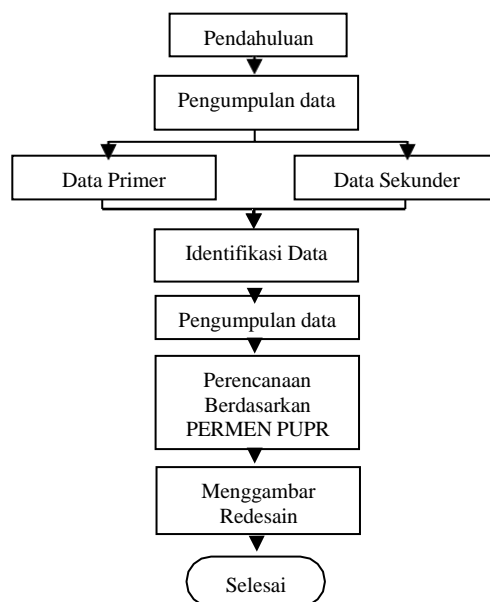 Pendahuluan
Pengumpulan data
Data Primer
Data Sekunder
Identifikasi Data
Pengumpulan data
Perencanaan
Berdasarkan
PERMEN PUPR
Menggambar
Redesain
Selesai